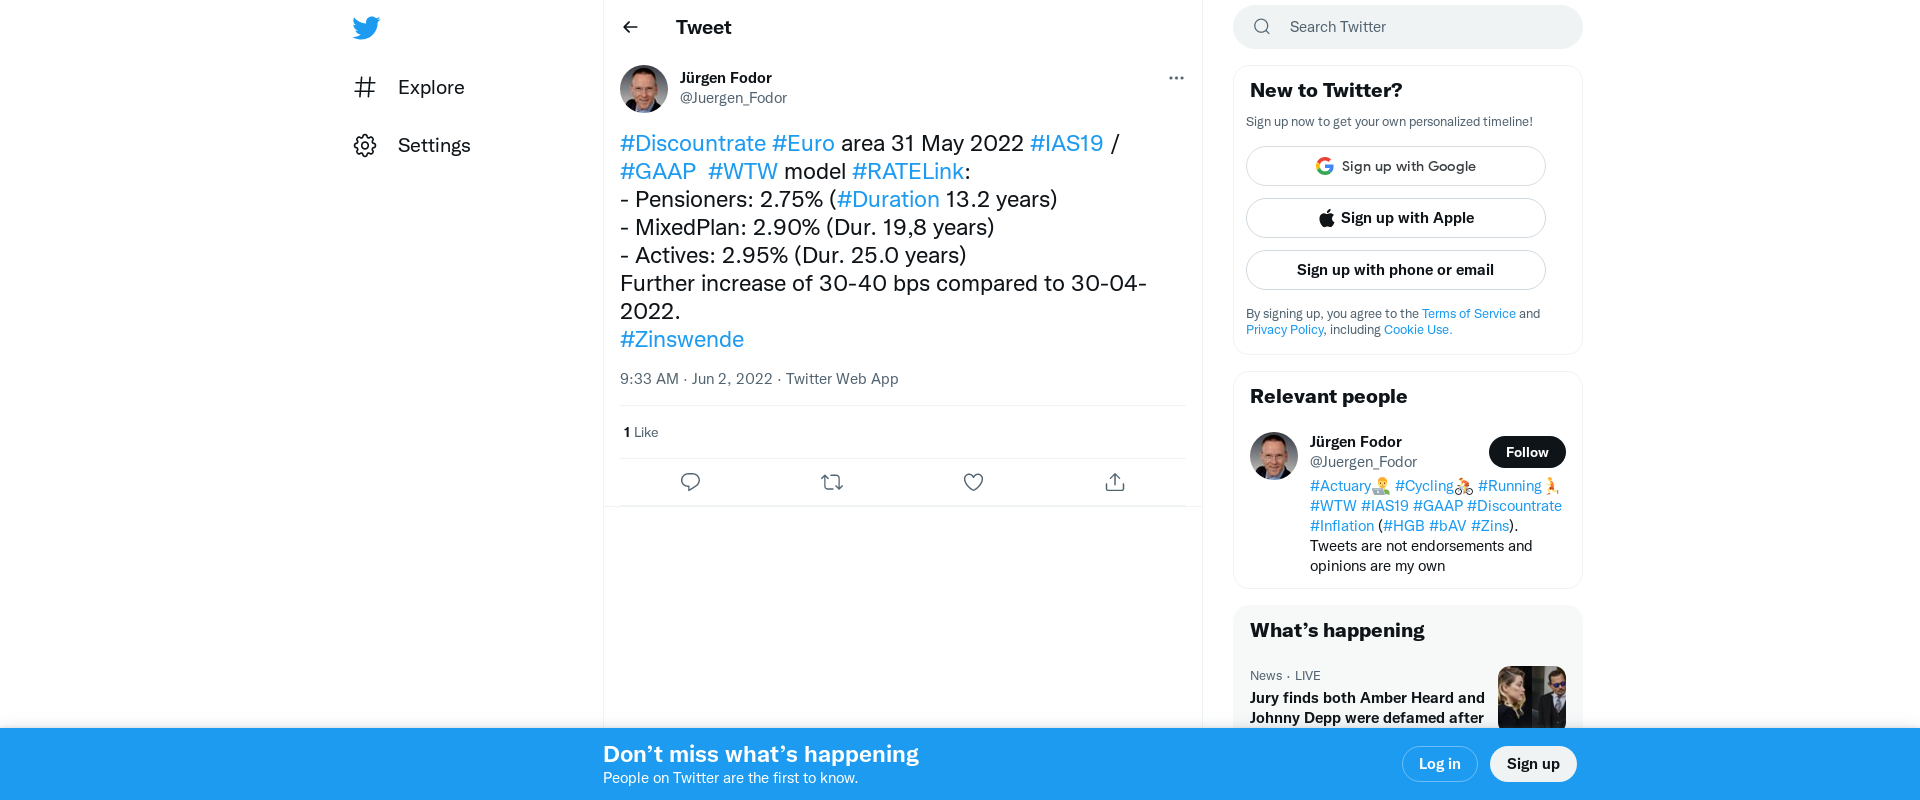 Explore
Settings
Tweet
Jürgen Fodor
@Juergen_Fodor
#Discountrate #Euro area 31 May 2022 #IAS19 /
#GAAP  #WTW model #RATELink:
- Pensioners: 2.75% (#Duration 13.2 years)
- MixedPlan: 2.90% (Dur. 19,8 years)
- Actives: 2.95% (Dur. 25.0 years)
Further increase of 30-40 bps compared to 30-04-
2022.
#Zinswende
9:33 AM · Jun 2, 2022 · Twitter Web App
1 Like
Search Twitter
New to Twitter?
Sign up now to get your own personalized timeline!
Sign up with Google
Sign up with Apple
Sign up with phone or email
By signing up, you agree to the Terms of Service and
Privacy Policy, including Cookie Use.
Relevant people
Jürgen Fodor
@Juergen_Fodor
Follow
#Actuary #Cycling #Running
#WTW #IAS19 #GAAP #Discountrate
#Inflation (#HGB #bAV #Zins).
Tweets are not endorsements and
opinions are my own
What's happening
News · LIVE
Jury finds both Amber Heard and
Johnny Depp were defamed after
Don't miss what's happening
People on Twitter are the first to know.
Log in
Sign up